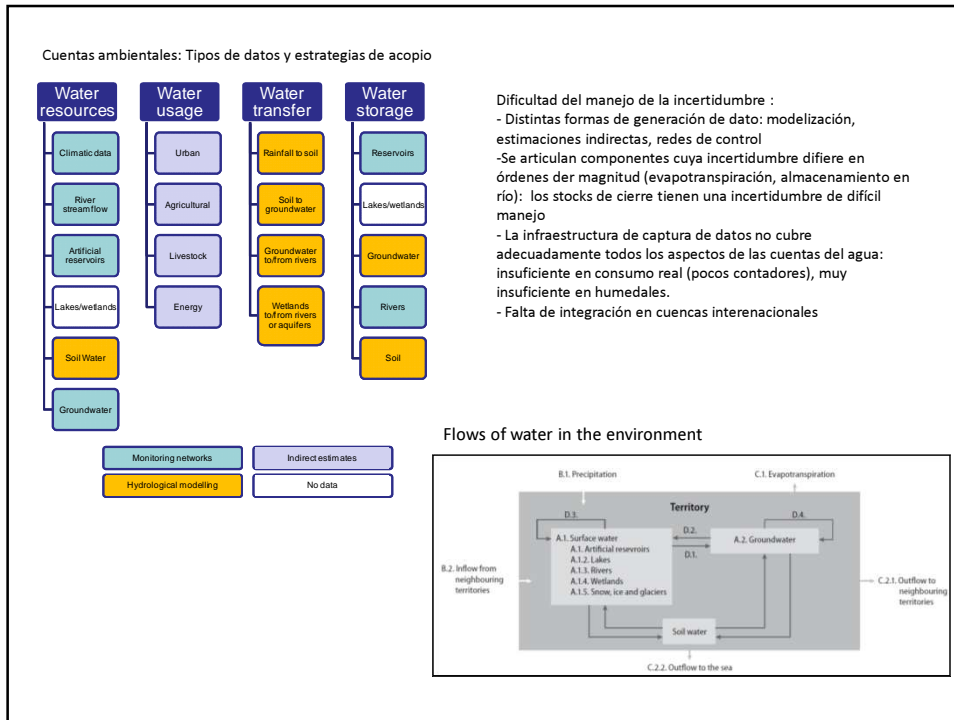 Cuentas ambientales: Tipos de datos y estrategias de acopio
Water
resources
Climatic data
River
streamflow
Artificial
reservoirs
Lakes/wetlands
Soil Water
Groundwater
Water
usage
Urban
Agricultural
Livestock
Energy
Water
transfer
Rainfall to soil
Soil to
groundwater
Groundwater
to/from rivers
Wetlands
to/from rivers
or aquifers
Water
storage
Reservoirs
Lakes/wetlands
Groundwater
Rivers
Soil
Monitoring networks
Indirect estimates
Hydrological modelling
No data
Dificultad del manejo de la incertidumbre :
- Distintas formas de generación de dato: modelización,
estimaciones indirectas, redes de control
-Se articulan componentes cuya incertidumbre difiere en
órdenes der magnitud (evapotranspiración, almacenamiento en
río): los stocks de cierre tienen una incertidumbre de difícil
manejo
- La infraestructura de captura de datos no cubre
adecuadamente todos los aspectos de las cuentas del agua:
insuficiente en consumo real (pocos contadores), muy
insuficiente en humedales.
- Falta de integración en cuencas interenacionales
Flows of water in the environment
B.1. Precipitation
C.1. Evapotranspiration
Territory
D.3.
D.2.
D.4.
A.1. Surface water
A.1. Artificial resevroirs
A.1.2. Lakes
A.1.3. Rivers
A.1.4. Wetlands
A.1.5. Snow, ice and glaciers
D.1.
A.2. Groundwater
B.2. Inflow from
neighbouring
territories
C.2.1. Outflow to
neighbouring
territories
Soil water
C.2.2. Outflow to the sea